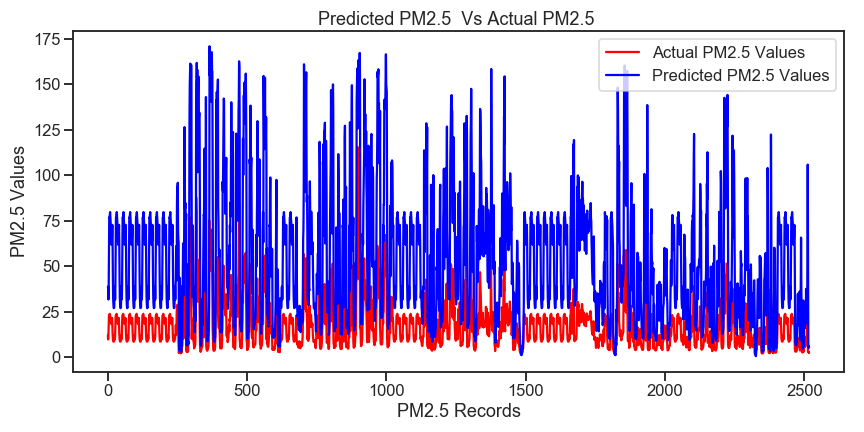 Predicted PM2.5  Vs Actual PM2.5
175
150
125
100
75
50
25
0
PM2.5 Values
Actual PM2.5 Values
Predicted PM2.5 Values
0
500
1000
1500
2000
2500
PM2.5 Records